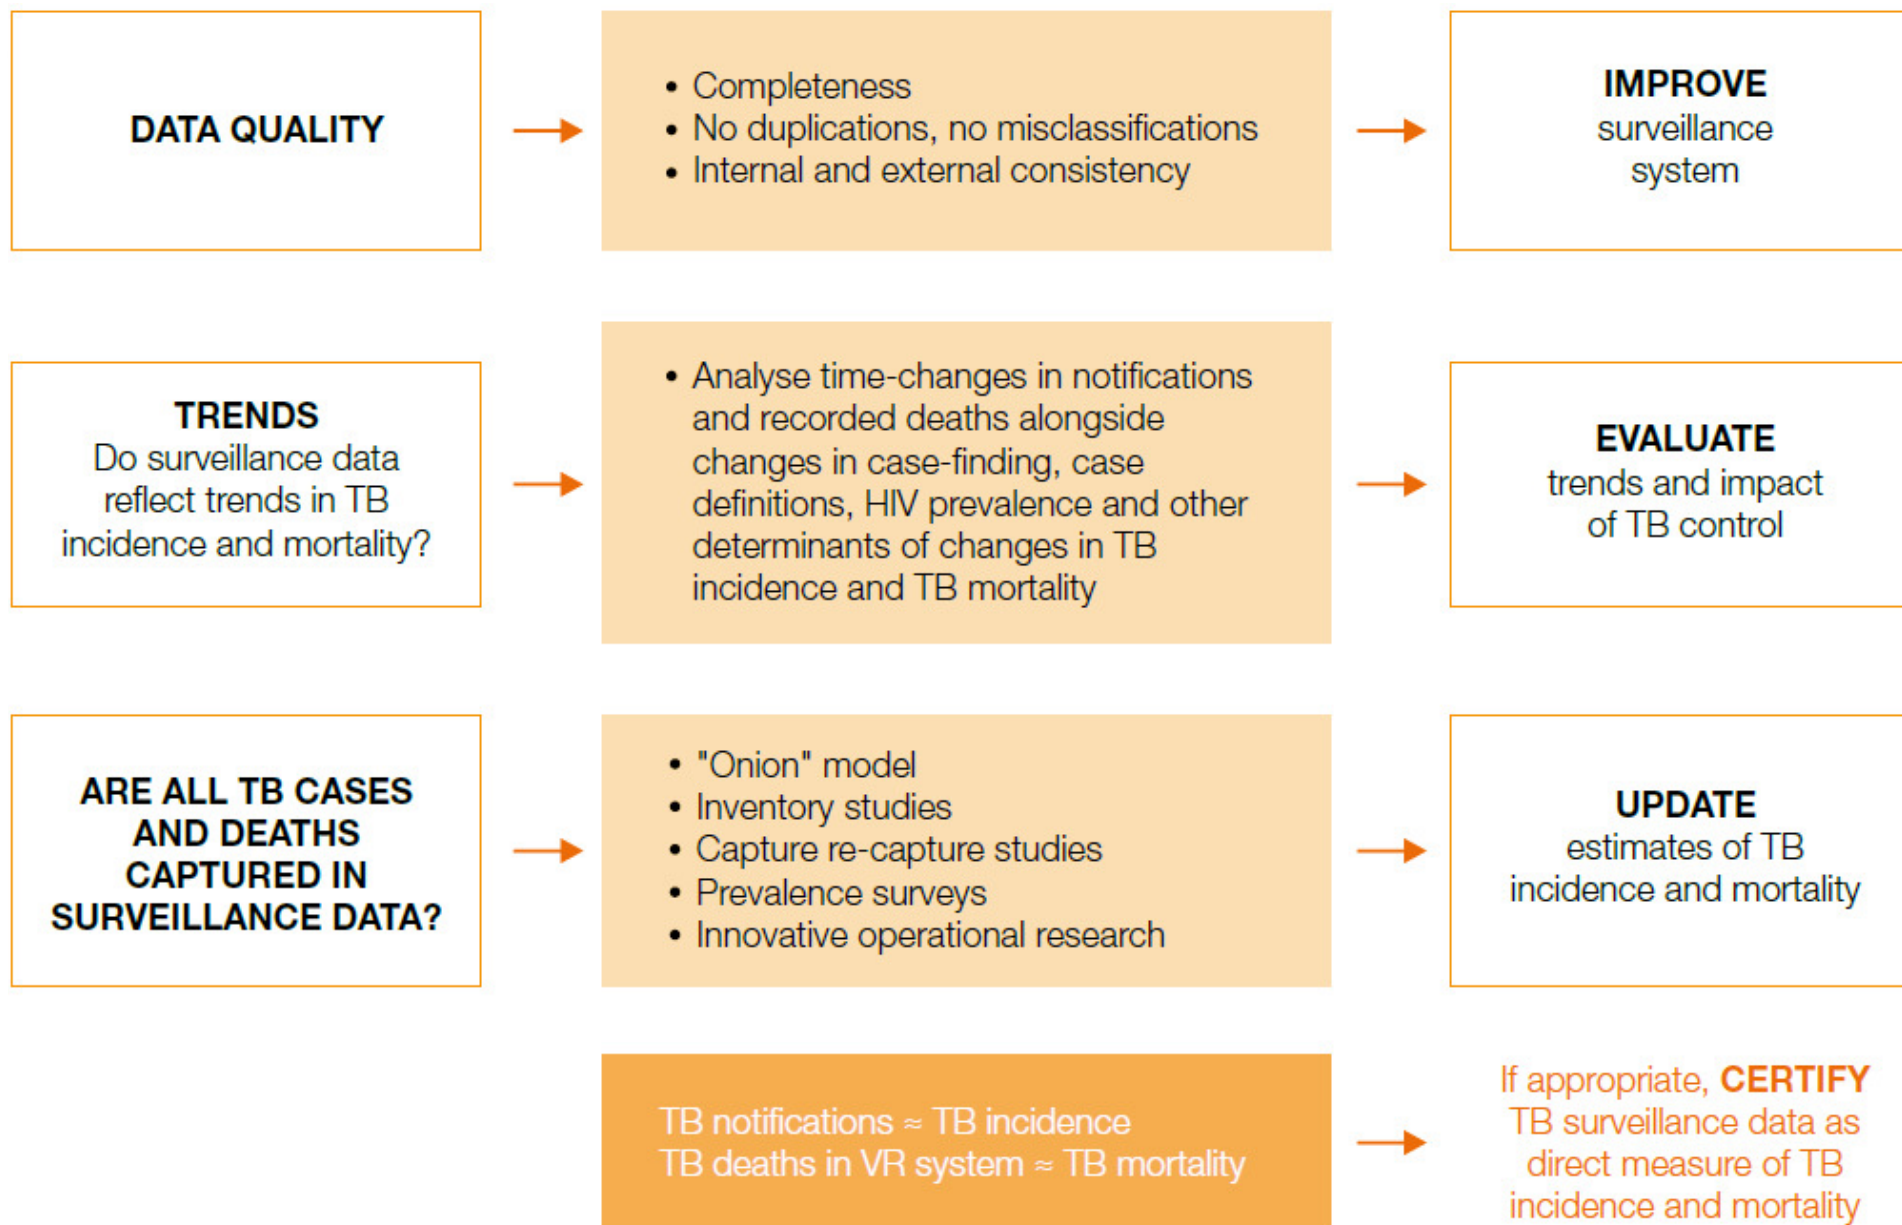 DATA QUALITY
• Completeness
• No duplications, no misclassifications
• Internal and external consistency
IMPROVE
surveillance
system
TRENDS
Do surveillance data
reflect trends in TB
incidence and mortality?
• Analyse time-changes in notifications
and recorded deaths alongside
changes in case-finding, case
definitions, HIV prevalence and other
determinants of changes in TB
incidence and TB mortality
EVALUATE
trends and impact
of TB control
ARE ALL TB CASES
AND DEATHS
CAPTURED IN
SURVEILLANCE DATA?
• "Onion" model
• Inventory studies
• Capture re-capture studies
• Prevalence surveys
• Innovative operational research
UPDATE
estimates of TB
incidence and mortality
TB notifications ≈ TB incidence
TB deaths in VR system ≈ TB mortality
If appropriate, CERTIFY
TB surveillance data as
direct measure of TB
incidence and mortality